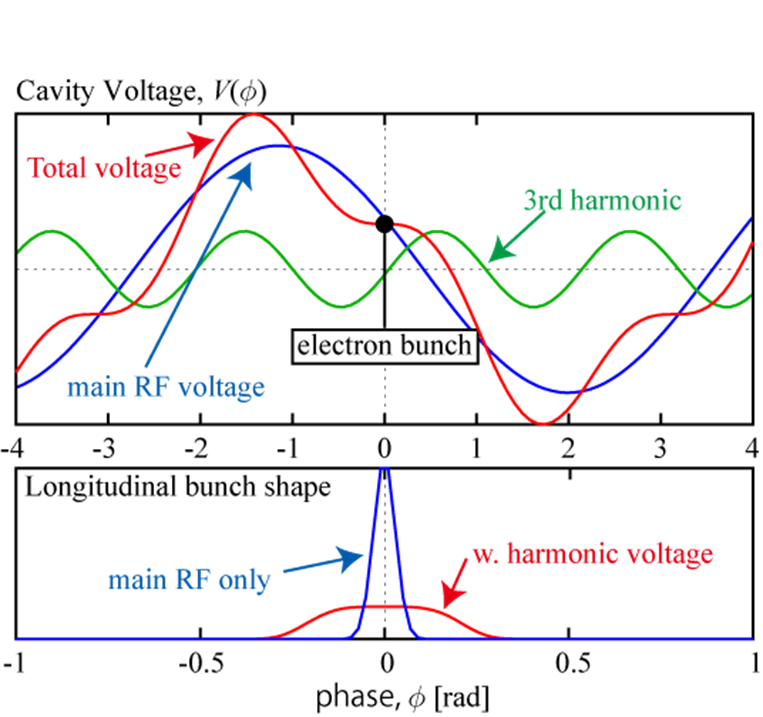 Cavity Voltage, V(ϕ)
Total voltage
3rd harmonic
electron bunch
main RF voltage
-4 -3 -2 -1 0 1 2 3 4
Longitudinal bunch shape
w. harmonic voltage
main RF only
-1 -0.5 0 0.5 1
phase, ϕ [rad]